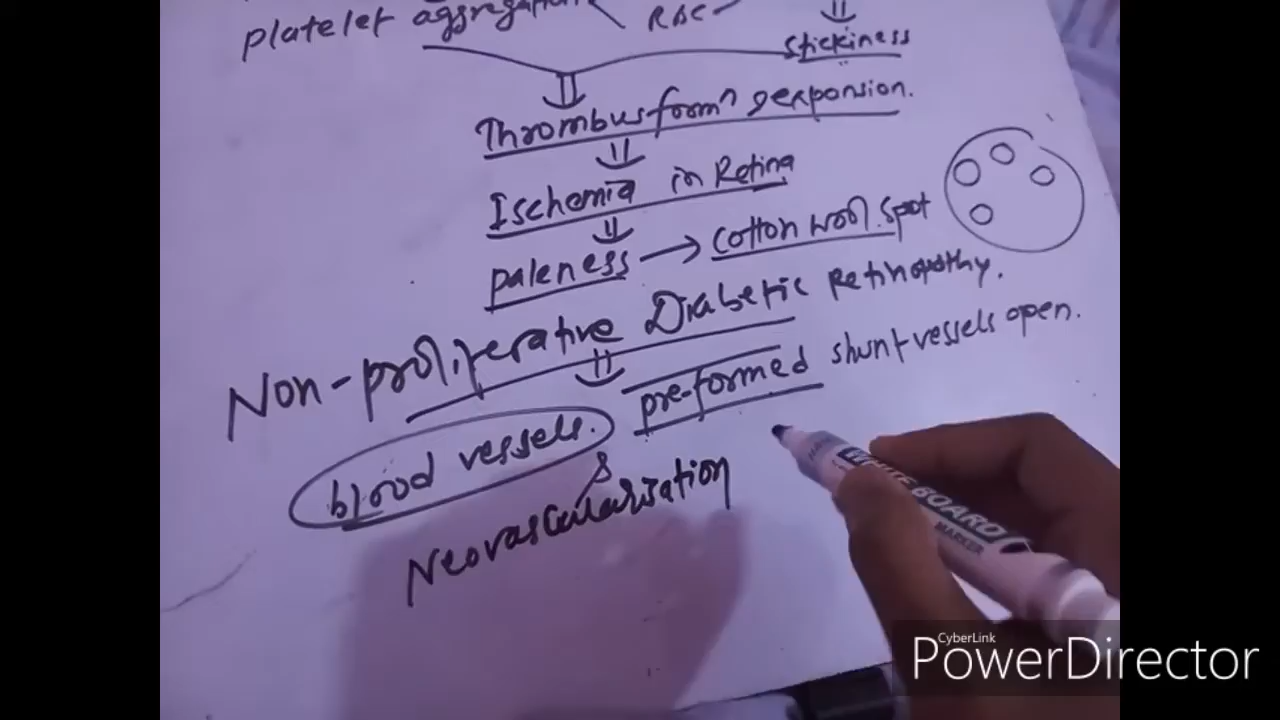 platelet aggregation RBC
stickiness
Thrombus formⁿ & expansion.
Ischemia in Retina
paleness → cotton wool spot
Non-proliferative Diabetic Retinopathy.
pre-formed shunt vessels open.
blood vessels.
&
Neovascularisation
WHITE BOARD
MARKER
CyberLink
PowerDirector